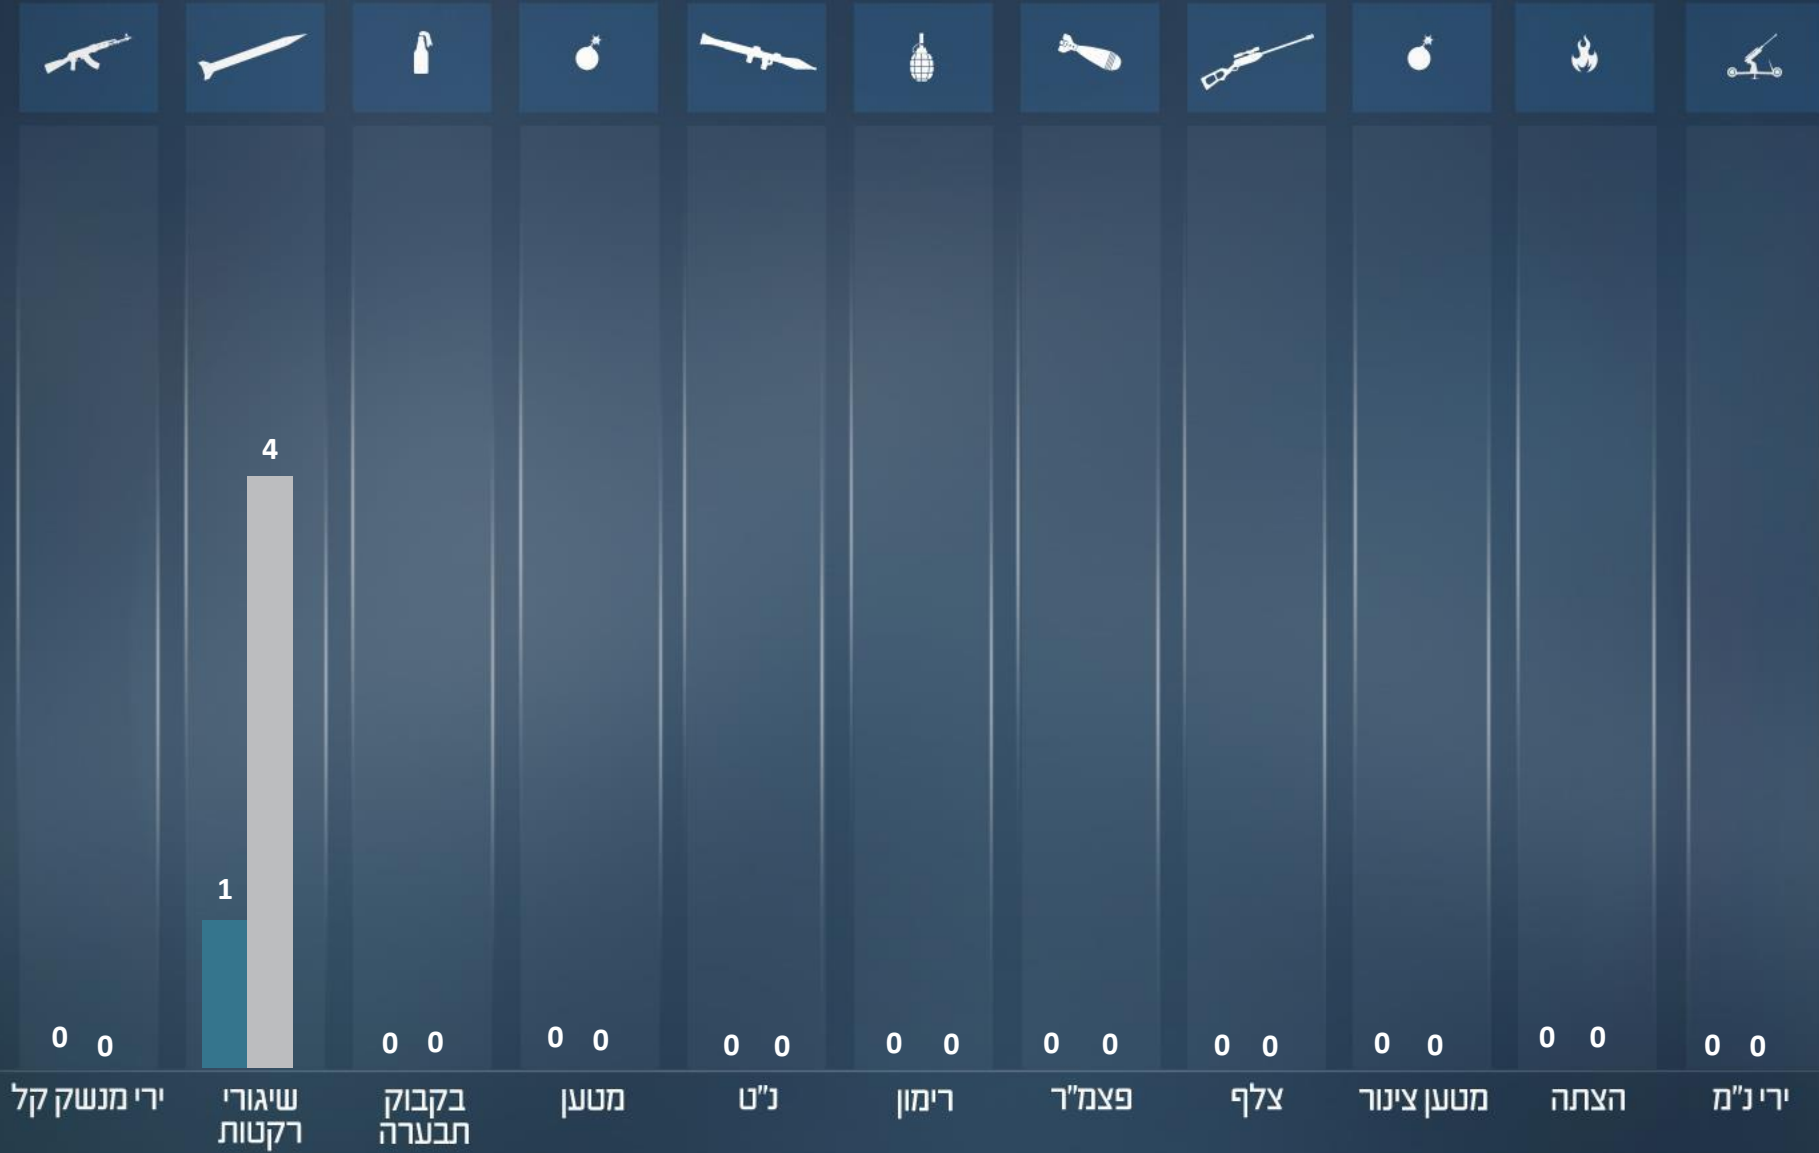 4
1
0 0
0 0
0 0
0 0
0 0
0 0
0 0
0 0
0 0
0 0
ירי מנשק קל
שיגורי
רקטות
בקבוק
תבערה
מטען
נ"ט
רימון
פצמ"ר
צלף
מטען צינור
הצתה
ירי נ"מ